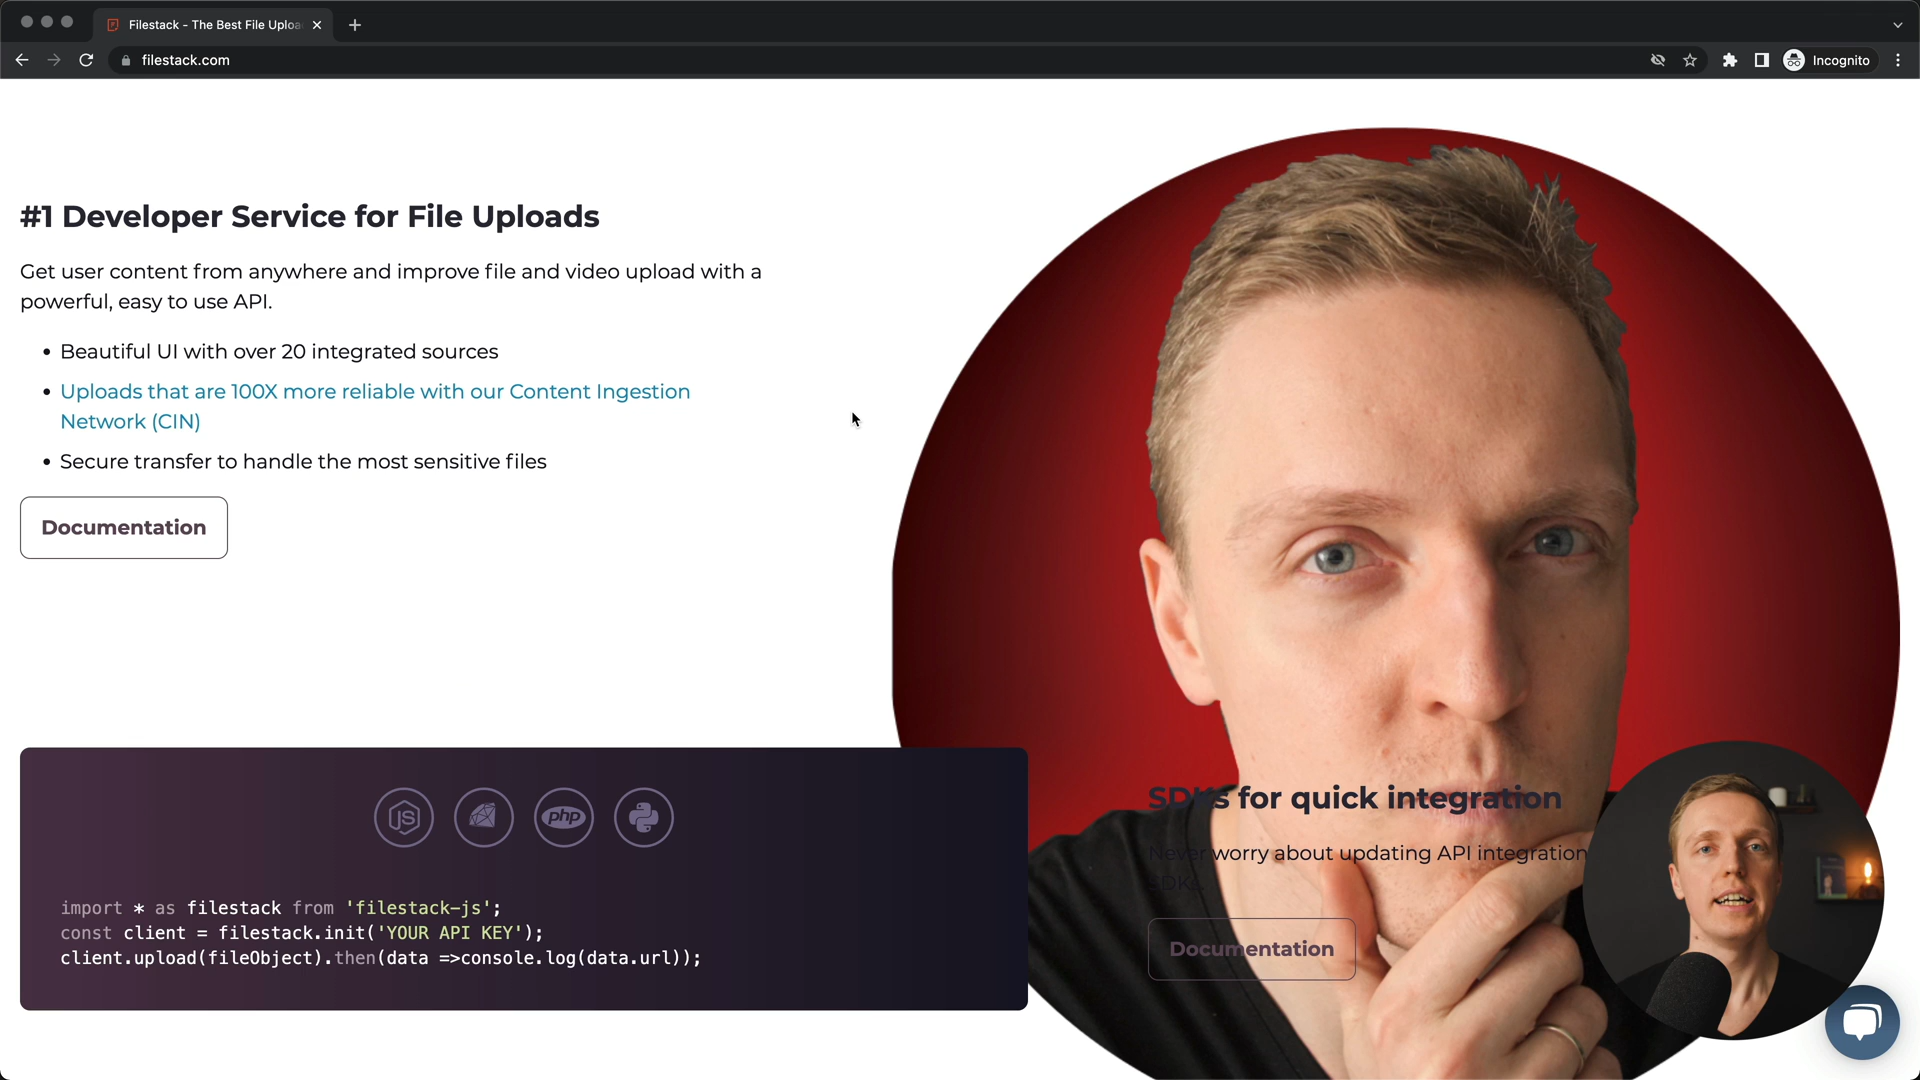 Filestack - The Best File Uploa
filestack.com
Incognito
#1 Developer Service for File Uploads
Get user content from anywhere and improve file and video upload with a
powerful, easy to use API.
• Beautiful UI with over 20 integrated sources
• Uploads that are 100X more reliable with our Content Ingestion
Network (CIN)
• Secure transfer to handle the most sensitive files
Documentation
JS
php
import * as filestack from 'filestack-js';
const client = filestack.init('YOUR API KEY');
client.upload(fileObject).then(data =>console.log(data.url));
SDKs for quick integration
Never worry about updating API integration
SDKs
Documentation